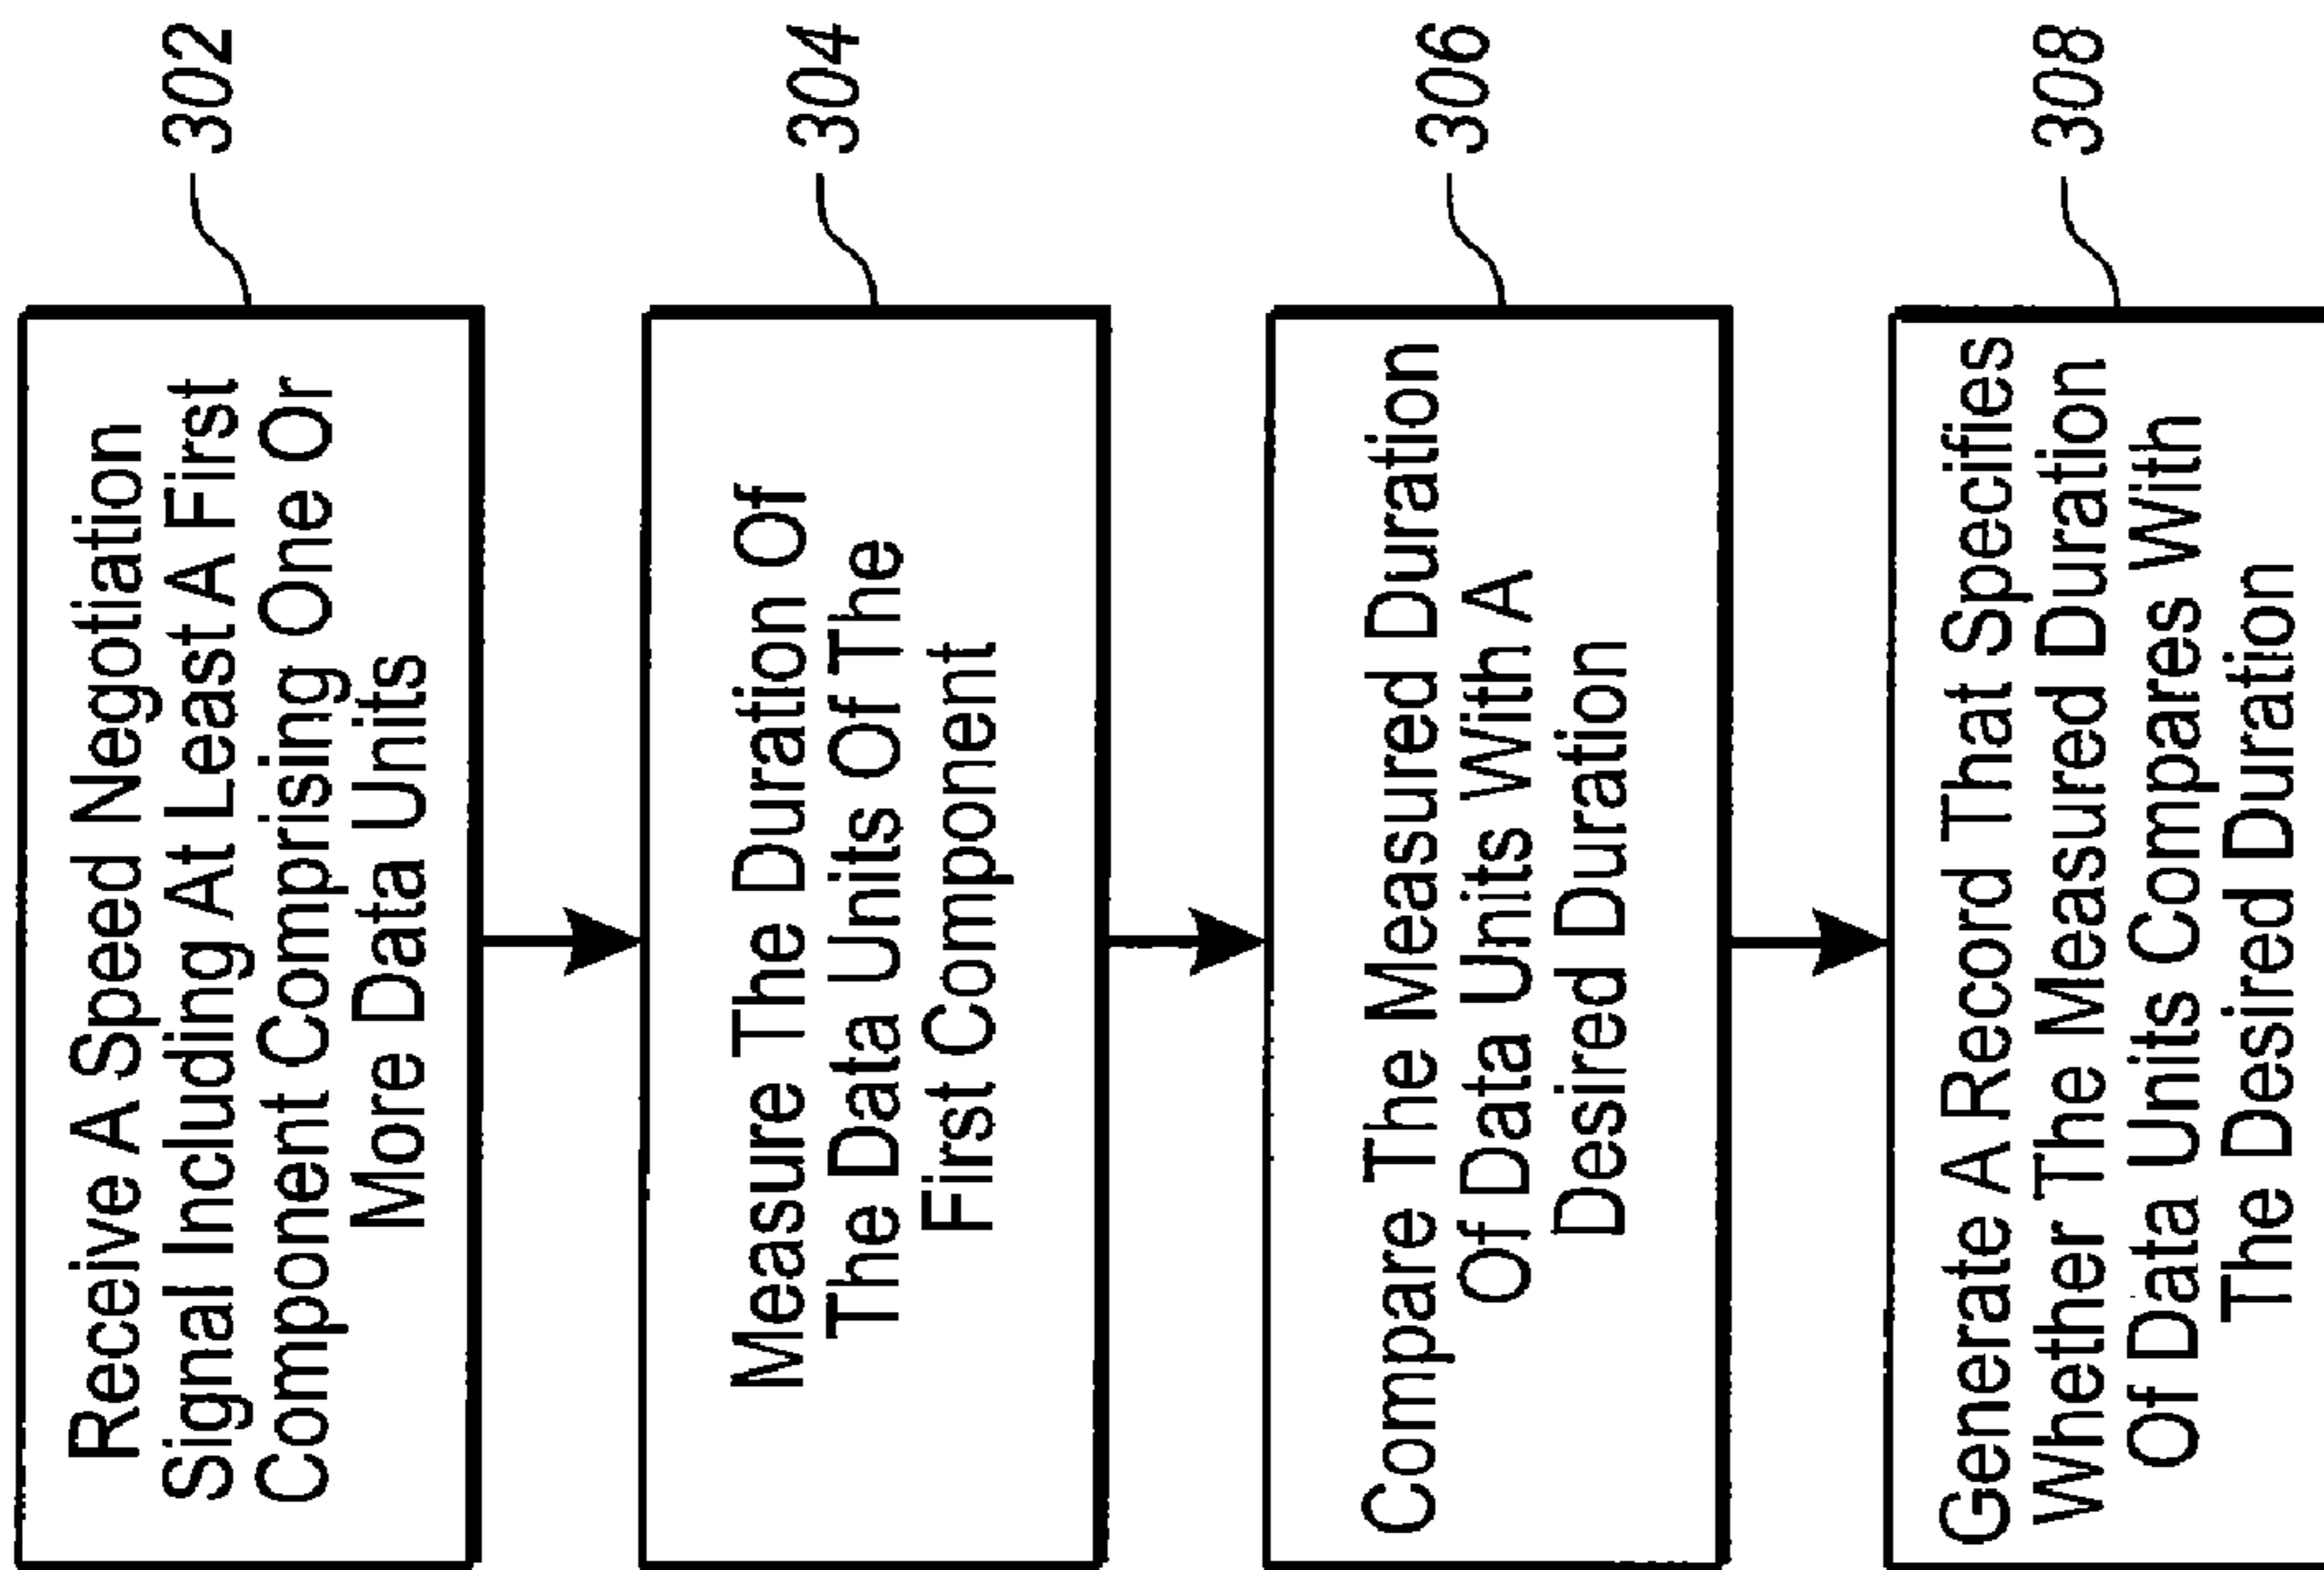 Receive A Speed Negotiation
Signal Including At Least A First
Component Comprising One Or
More Data Units
302
Measure The Duration Of
The Data Units Of The
First Component
304
Compare The Measured Duration
Of Data Units With A
Desired Duration
306
Generate A Record That Specifies
Whether The Measured Duration
Of Data Units Compares With
The Desired Duration
308